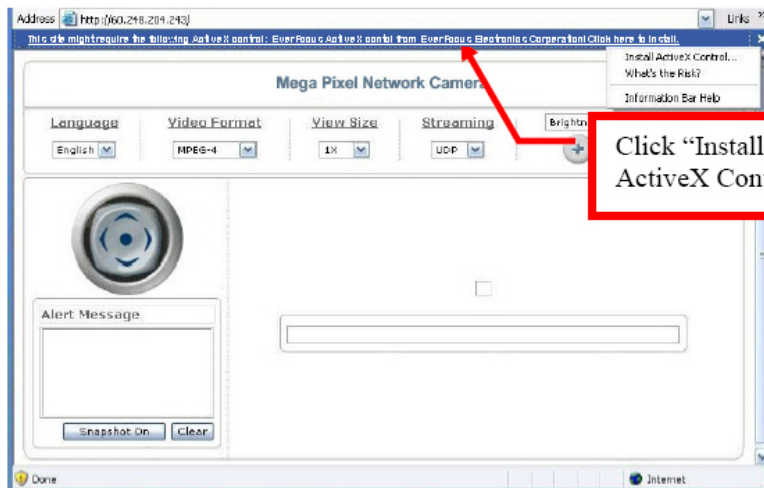 Address http://60.248.204.243/ Links »
This site might require the following ActiveX control: EverFocus ActiveX contol from EverFocus Electronics Corporation! Click here to install.
Install ActiveX Control...
What's the Risk?
Information Bar Help
Mega Pixel Network Camera
Language Video Format View Size Streaming
English MPEG-4 1X UDP
Click “Install
ActiveX
Alert Message
Snapshot On Clear
Done Internet